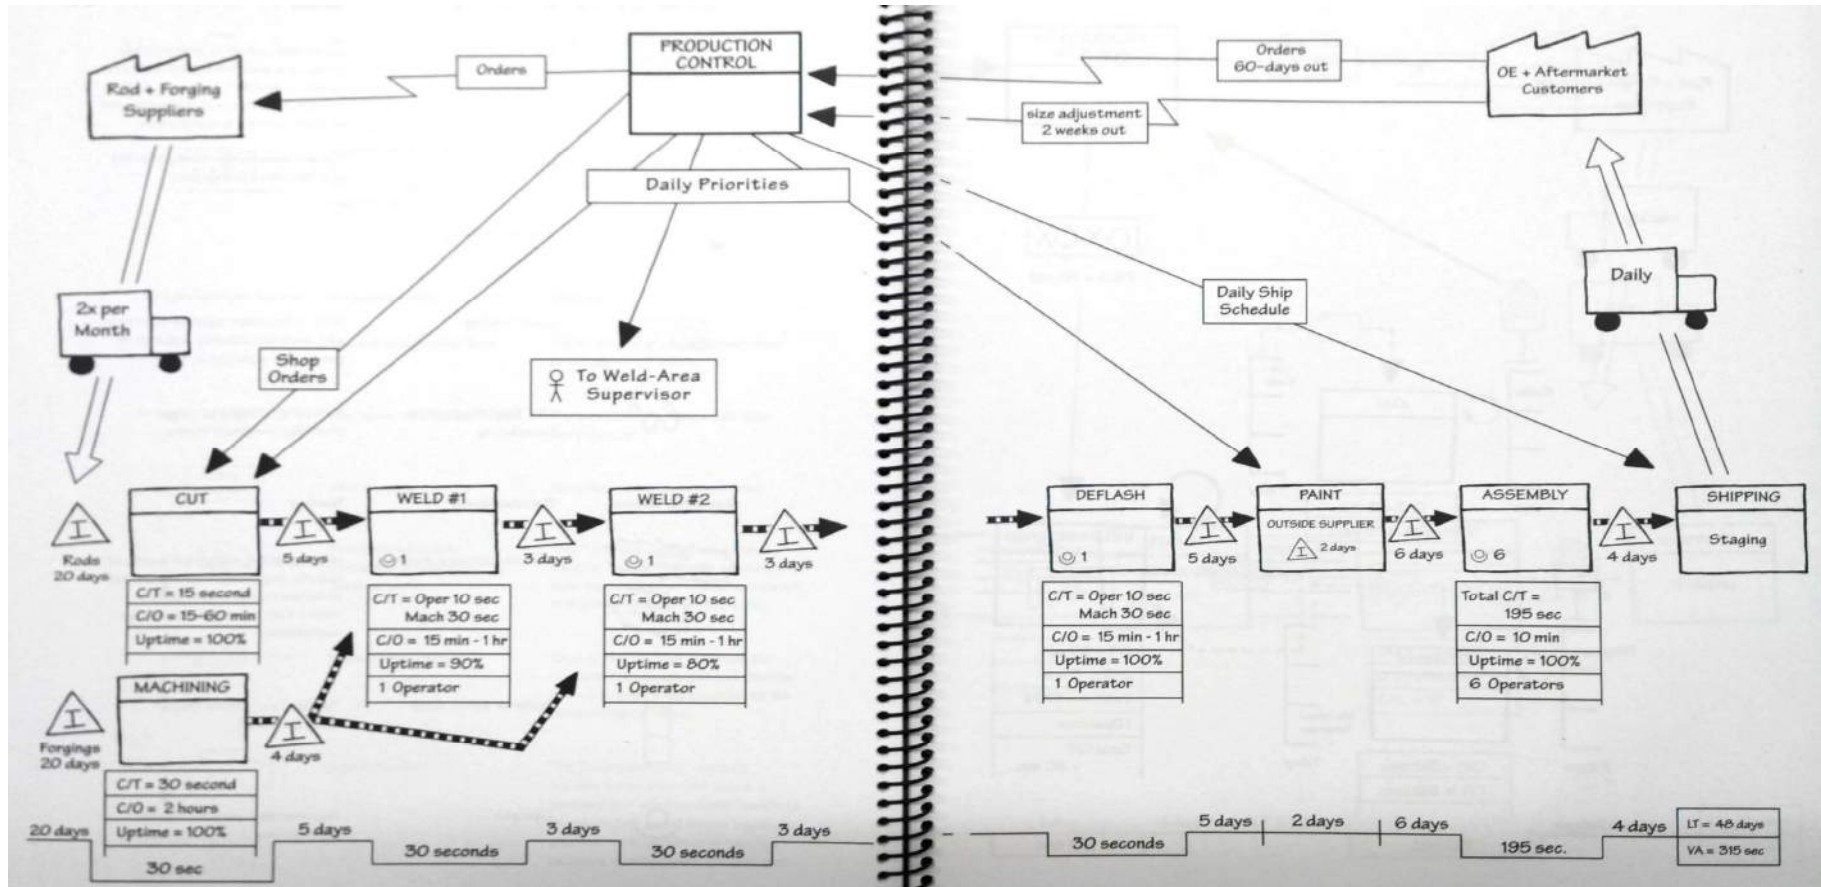 Rod + Forging
Suppliers
Orders
PRODUCTION
CONTROL
Orders
60-days out
size adjustment
2 weeks out
OE + Aftermarket
Customers
Daily Priorities
2x per
Month
Shop
Orders
To Weld-Area
Supervisor
Daily Ship
Schedule
Daily
I
Rods
20 days
CUT
C/T = 15 second
C/O = 15-60 min
Uptime = 100%
I
5 days
WELD #1
1
C/T = Oper 10 sec
Mach 30 sec
C/O = 15 min - 1 hr
Uptime = 90%
1 Operator
I
3 days
WELD #2
1
C/T = Oper 10 sec
Mach 30 sec
C/O = 15 min - 1 hr
Uptime = 80%
1 Operator
I
3 days
DEFLASH
1
C/T = Oper 10 sec
Mach 30 sec
C/O = 15 min - 1 hr
Uptime = 100%
1 Operator
I
5 days
PAINT
OUTSIDE SUPPLIER
I 2 days
I
6 days
ASSEMBLY
6
Total C/T =
195 sec
C/O = 10 min
Uptime = 100%
6 Operators
I
4 days
SHIPPING
Staging
I
Forgings
20 days
MACHINING
C/T = 30 second
C/O = 2 hours
Uptime = 100%
I
4 days
20 days
30 sec
5 days
30 seconds
3 days
30 seconds
3 days
30 seconds
5 days
2 days
6 days
195 sec.
4 days
LT = 48 days
VA = 315 sec